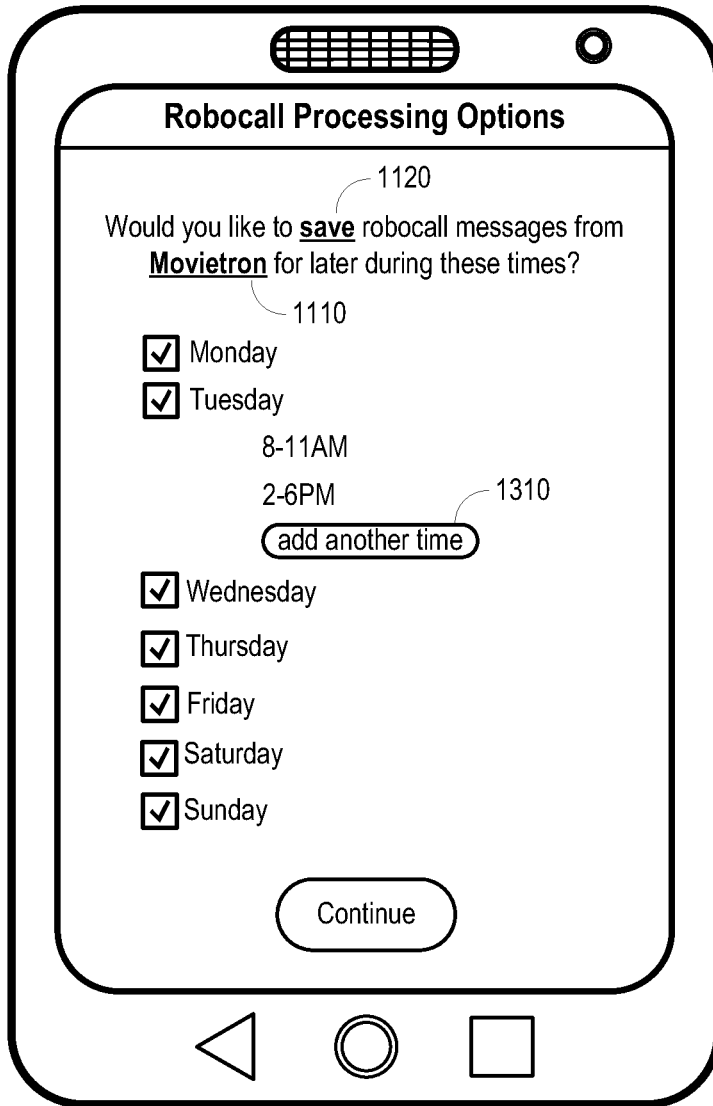 Robocall Processing Options
1120
Would you like to save robocall messages from
Movietron for later during these times?
1110
Monday
Tuesday
8-11AM
2-6PM
1310
add another time
Wednesday
Thursday
Friday
Saturday
Sunday
Continue